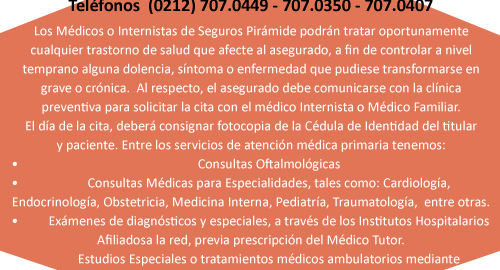 Teléfonos (0212) 707.0449 - 707.0350 - 707.0407
Los Médicos o Internistas de Seguros Pirámide podrán tratar oportunamente
cualquier trastorno de salud que afecte al asegurado, a fin de controlar a nivel
temprano alguna dolencia, síntoma o enfermedad que pudiese transformarse en
grave o crónica. Al respecto, el asegurado debe comunicarse con la clínica
preventiva para solicitar la cita con el médico Internista o Médico Familiar.
El día de la cita, deberá consignar fotocopia de la Cédula de Identidad del titular
y paciente. Entre los servicios de atención médica primaria tenemos:
• Consultas Oftalmológicas
• Consultas Médicas para Especialidades, tales como: Cardiología,
Endocrinología, Obstetricia, Medicina Interna, Pediatría, Traumatología, entre otras.
• Exámenes de diagnósticos y especiales, a través de los Institutos Hospitalarios
Afiliadosa la red, previa prescripción del Médico Tutor.
Estudios Especiales o tratamientos médicos ambulatorios mediante